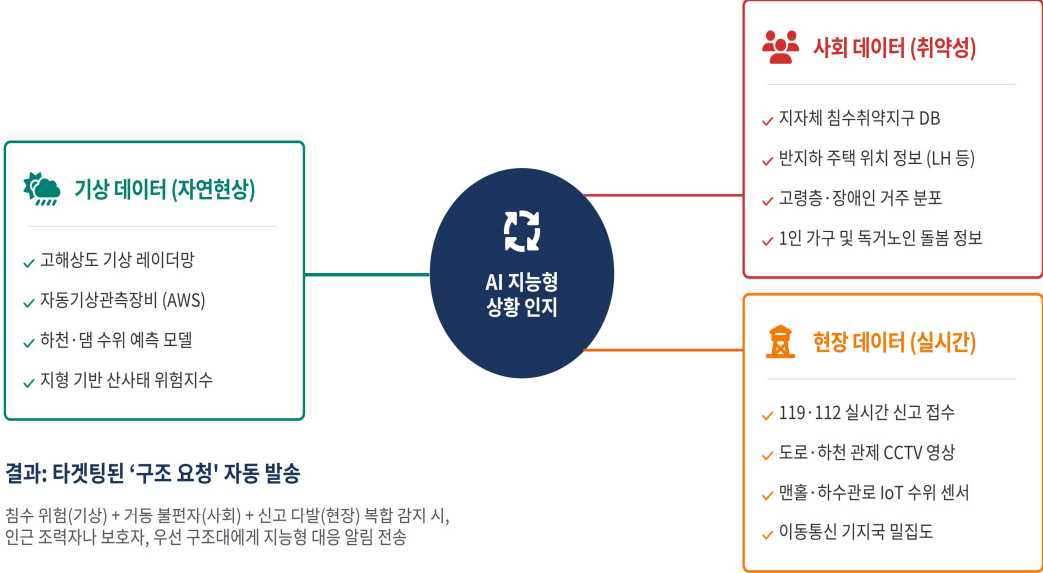 기상 데이터 (자연현상)
고해상도 기상 레이더망
자동기상관측장비 (AWS)
하천·댐 수위 예측 모델
지형 기반 산사태 위험지수
AI 지능형
상황 인지
사회 데이터 (취약성)
지자체 침수취약지구 DB
반지하 주택 위치 정보 (LH 등)
고령층·장애인 거주 분포
1인 가구 및 독거노인 돌봄 정보
현장 데이터 (실시간)
119·112 실시간 신고 접수
도로·하천 관제 CCTV 영상
맨홀·하수관로 IoT 수위 센서
이동통신 기지국 밀집도
결과: 타겟팅된 ‘구조 요청' 자동 발송
침수 위험(기상) + 거동 불편자(사회) + 신고 다발(현장) 복합 감지 시,
인근 조력자나 보호자, 우선 구조대에게 지능형 대응 알림 전송